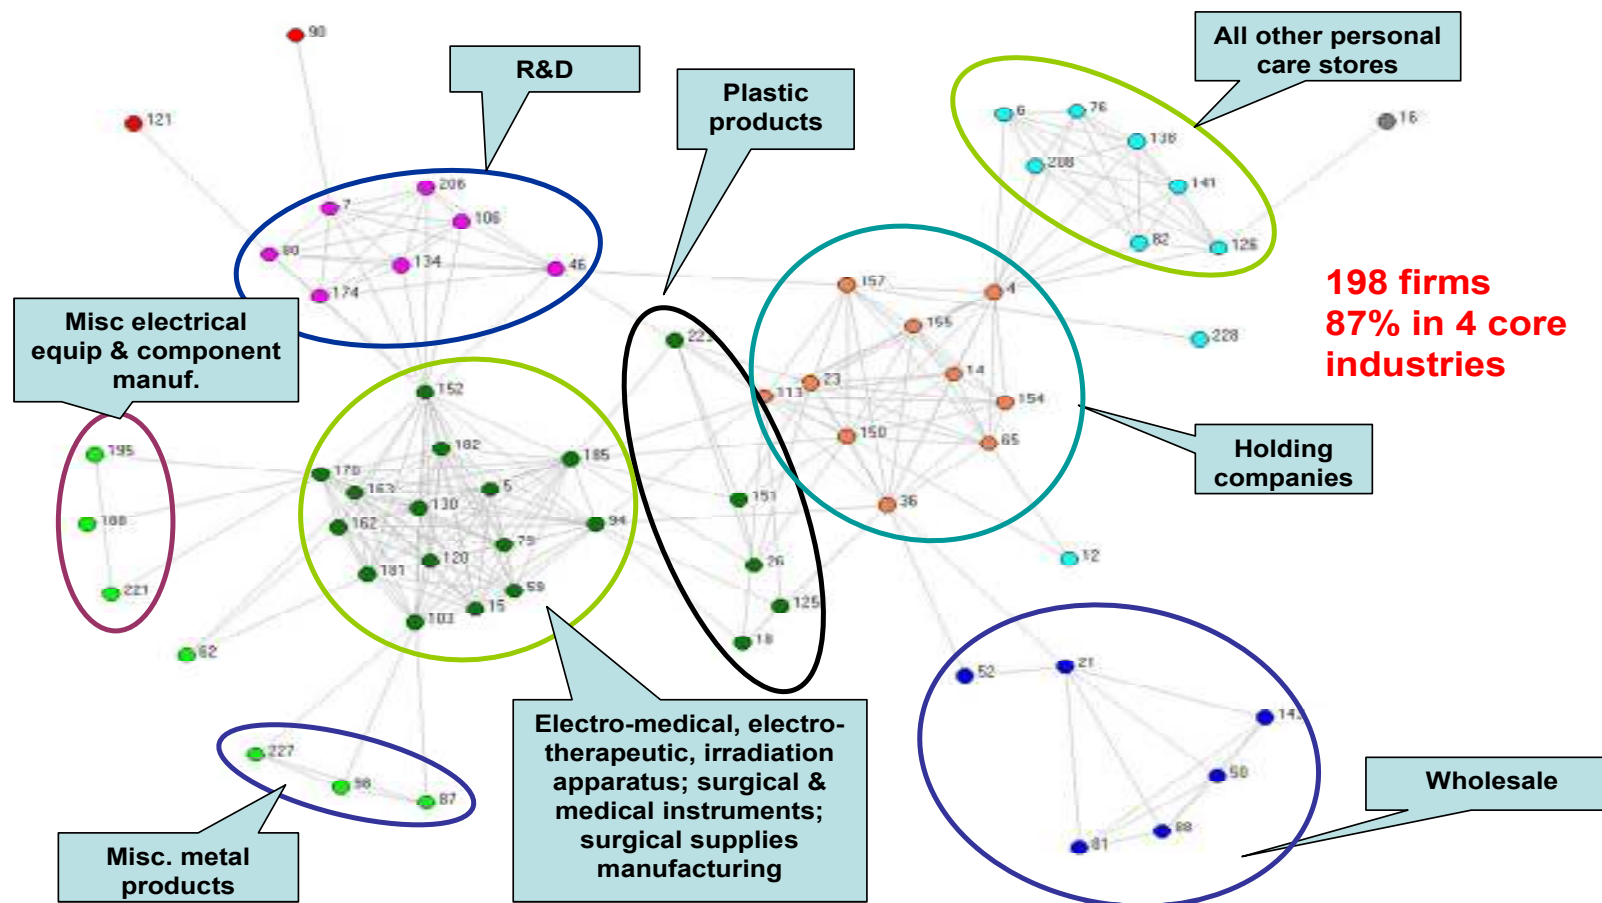 90
R&D
All other personal
care stores
Plastic
products
121
6
76
16
138
208
141
206
7
106
82
126
80
134
46
174
157
4
198 firms
87% in 4 core
industries
Misc electrical
equip & component
manuf.
155
228
152
23
14
113
154
182
150
65
195
185
170
Holding
companies
163
5
151
36
130
188
162
94
79
120
26
12
181
59
221
125
15
103
18
62
52
21
Electro-medical, electro-
therapeutic, irradiation
apparatus; surgical &
medical instruments;
surgical supplies
manufacturing
227
50
Wholesale
98
87
88
81
Misc. metal
products